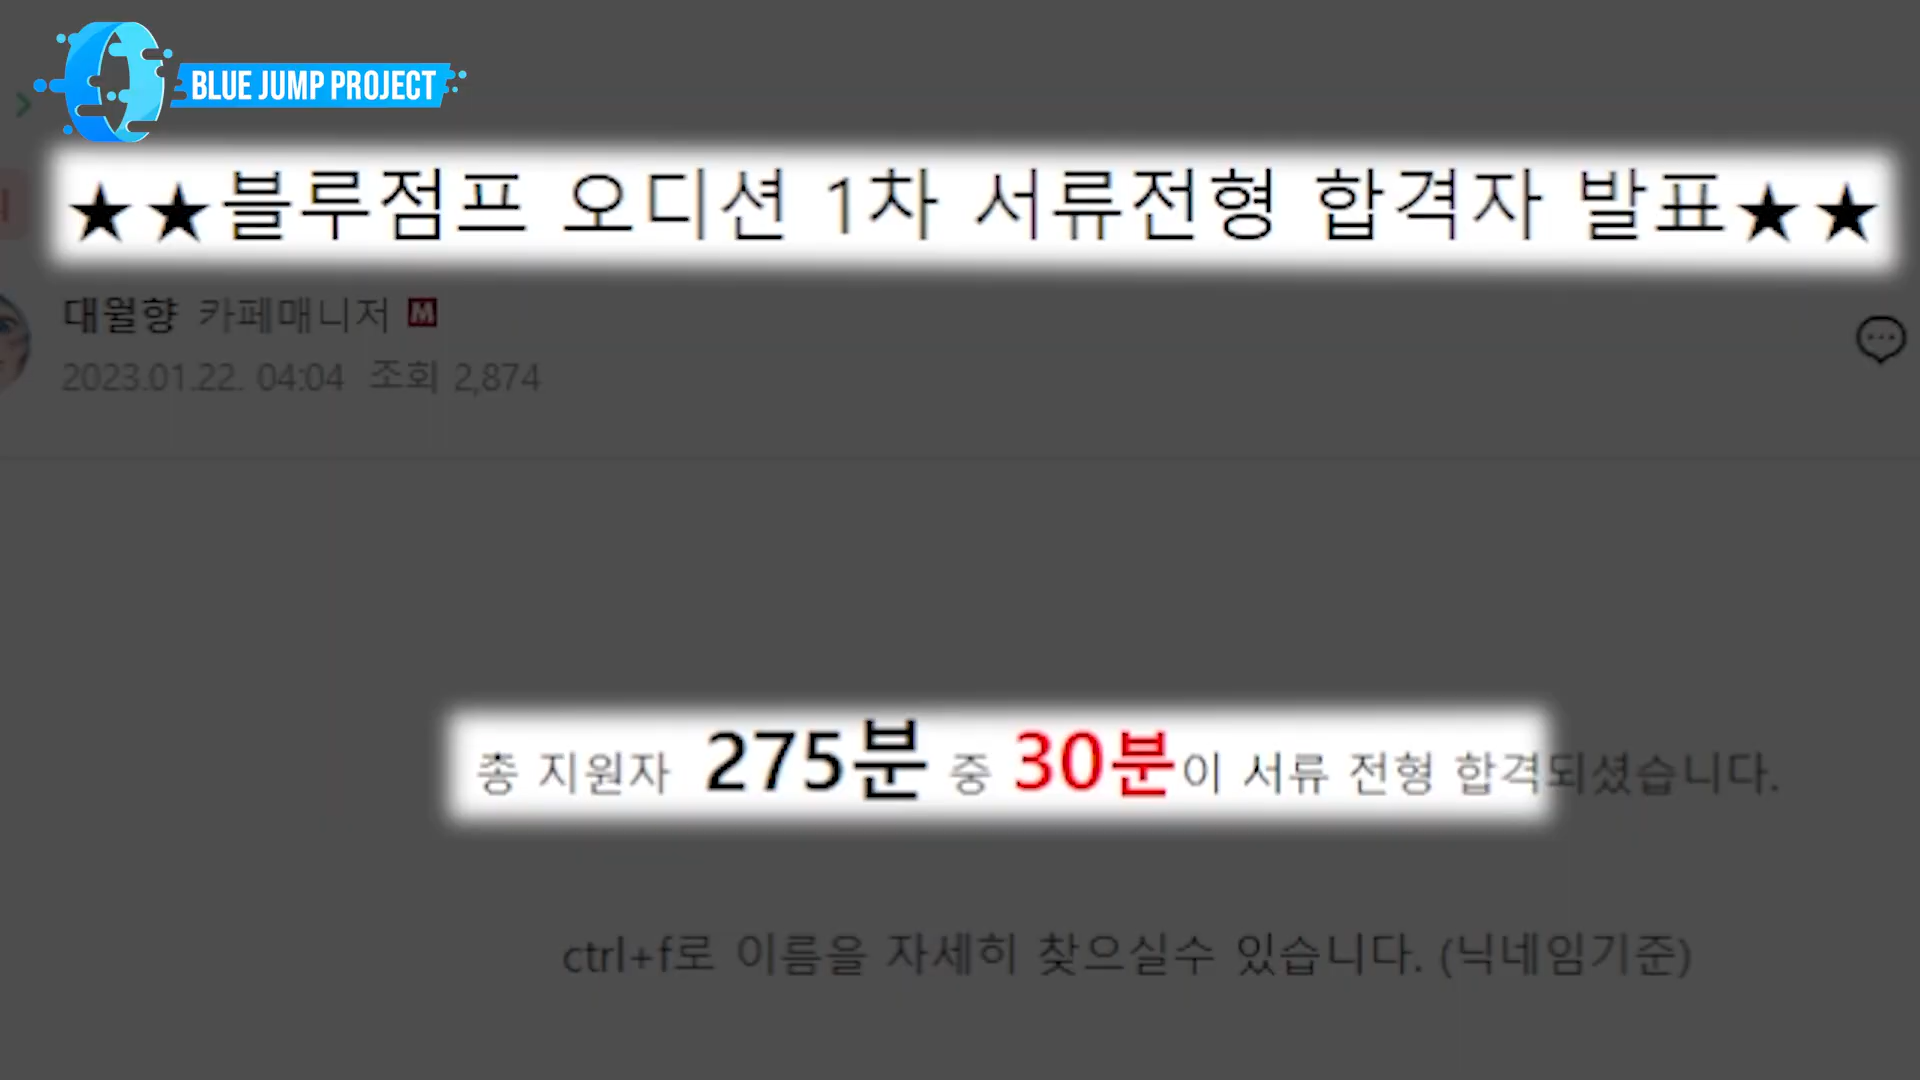 BLUE JUMP PROJECT
★★블루점프 오디션 1차 서류전형 합격자 발표★★
대월향 카페매니저 M
2023.01.22. 04:04 조회 2,874
총 지원자 275분 중 30분이 서류 전형 합격되셨습니다.
ctrl+f로 이름을 자세히 찾으실수 있습니다. (닉네임기준)